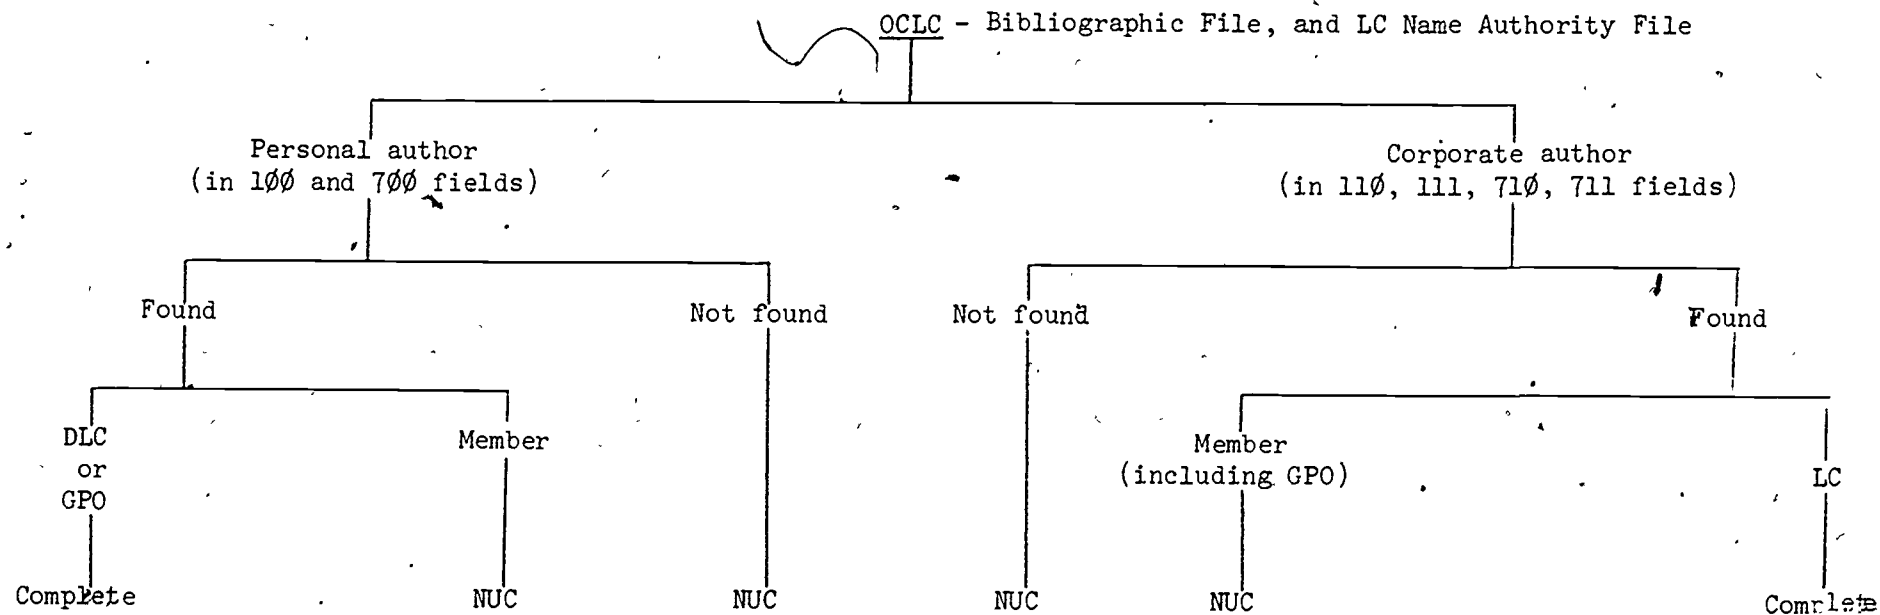 OCLC - Bibliographic File, and LC Name Authority File
Personal author
(in 1ØØ and 7ØØ fields)
Corporate author
(in 11Ø, 111, 71Ø, 711 fields)
Found
Not found
Not found
Found
DLC
or
GPO
Member
Member
(including GPO)
LC
Complete
NUC
NUC
NUC
NUC
Complete